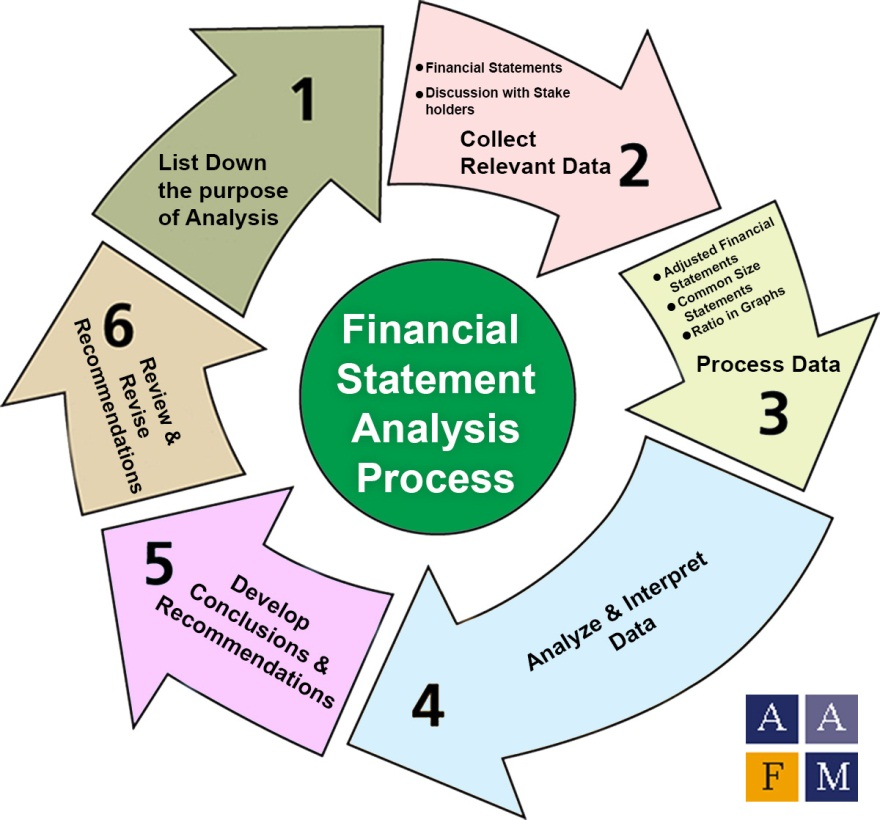 1
List Down
the purpose
of Analysis
● Financial Statements
● Discussion with Stake
holders
Collect
Relevant Data
2
● Adjusted Financial
Statements
● Common Size
Statements
● Ratio in Graphs
Process Data
3
Analyze & Interpret
Data
4
5
Develop
Conclusions &
Recommendations
6
Review &
Revise
Recommendations
Financial
Statement
Analysis
Process
A A
F M